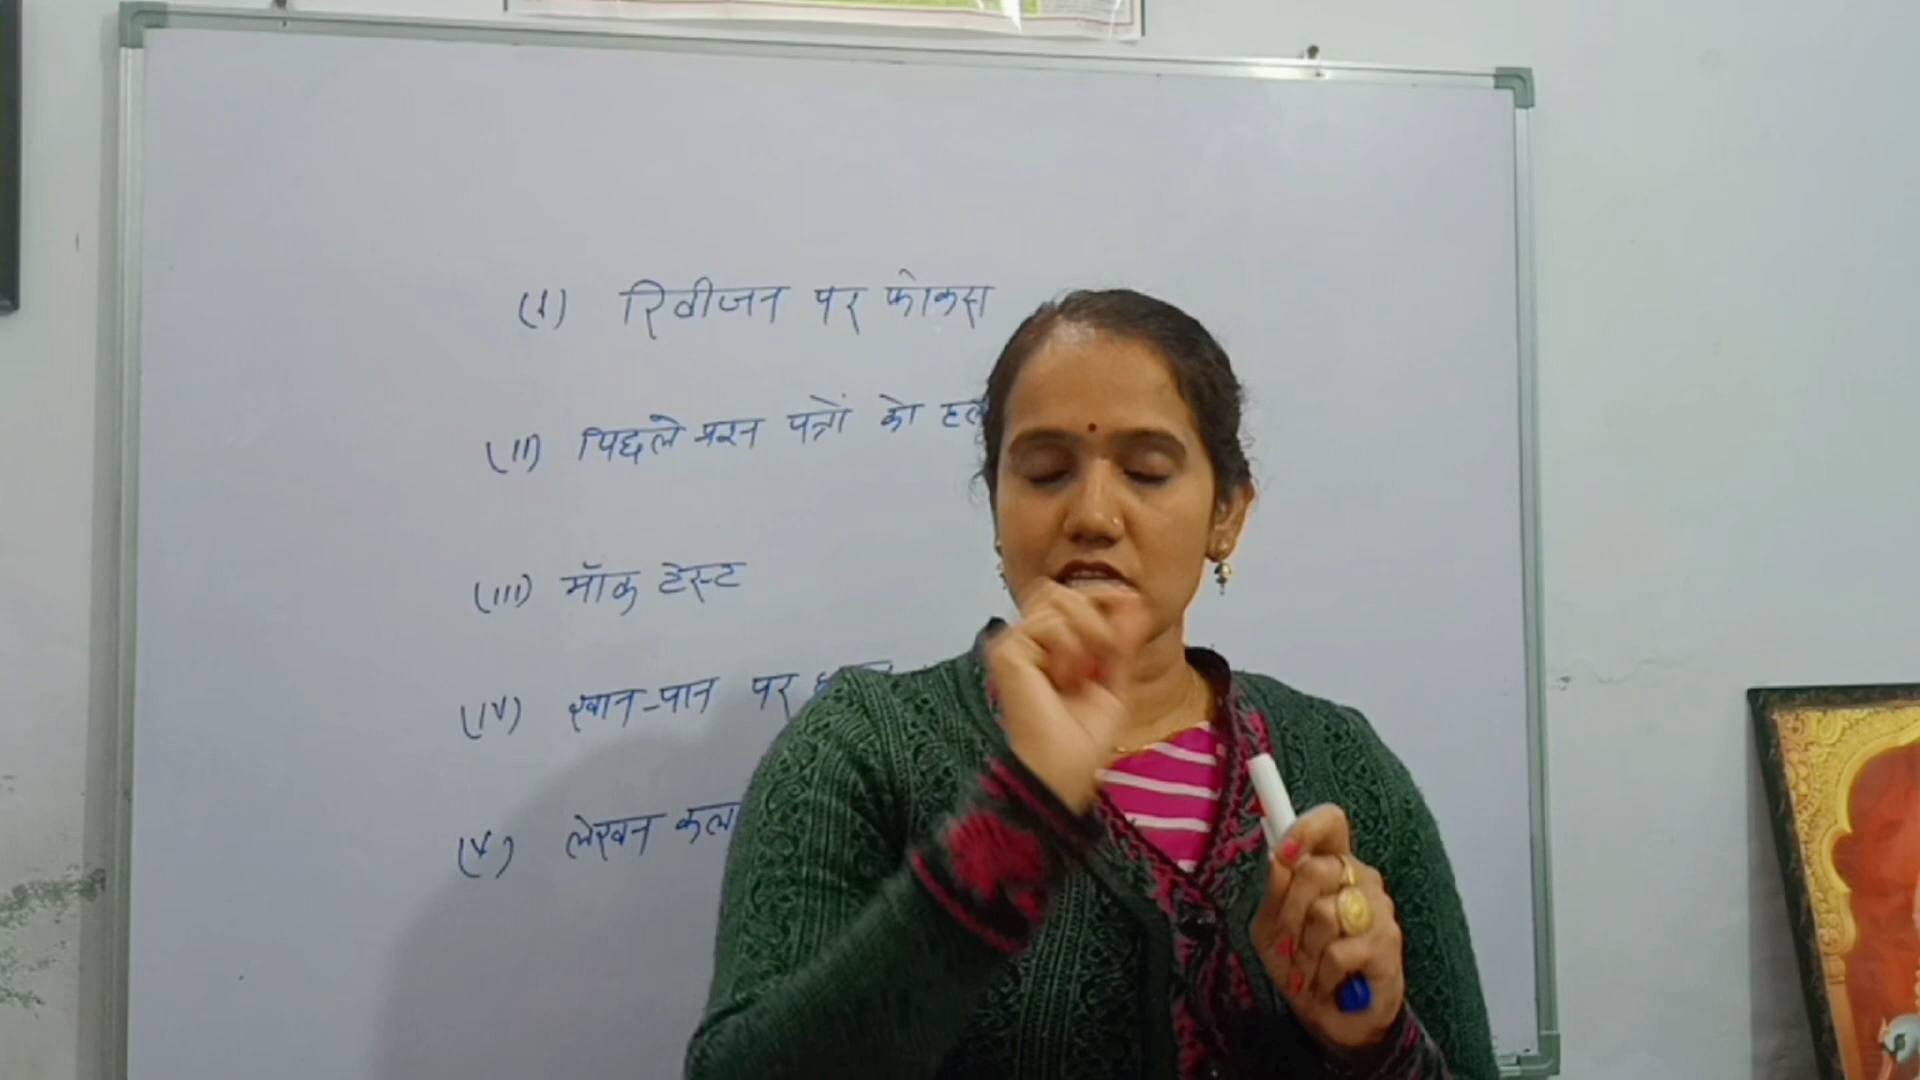 (I) रिवीजन पर फोकस
(II) पिछले प्रश्न पत्रों को हल
(III) मॉक टेस्ट
(IV) खान-पान पर
(V) लेखन कला